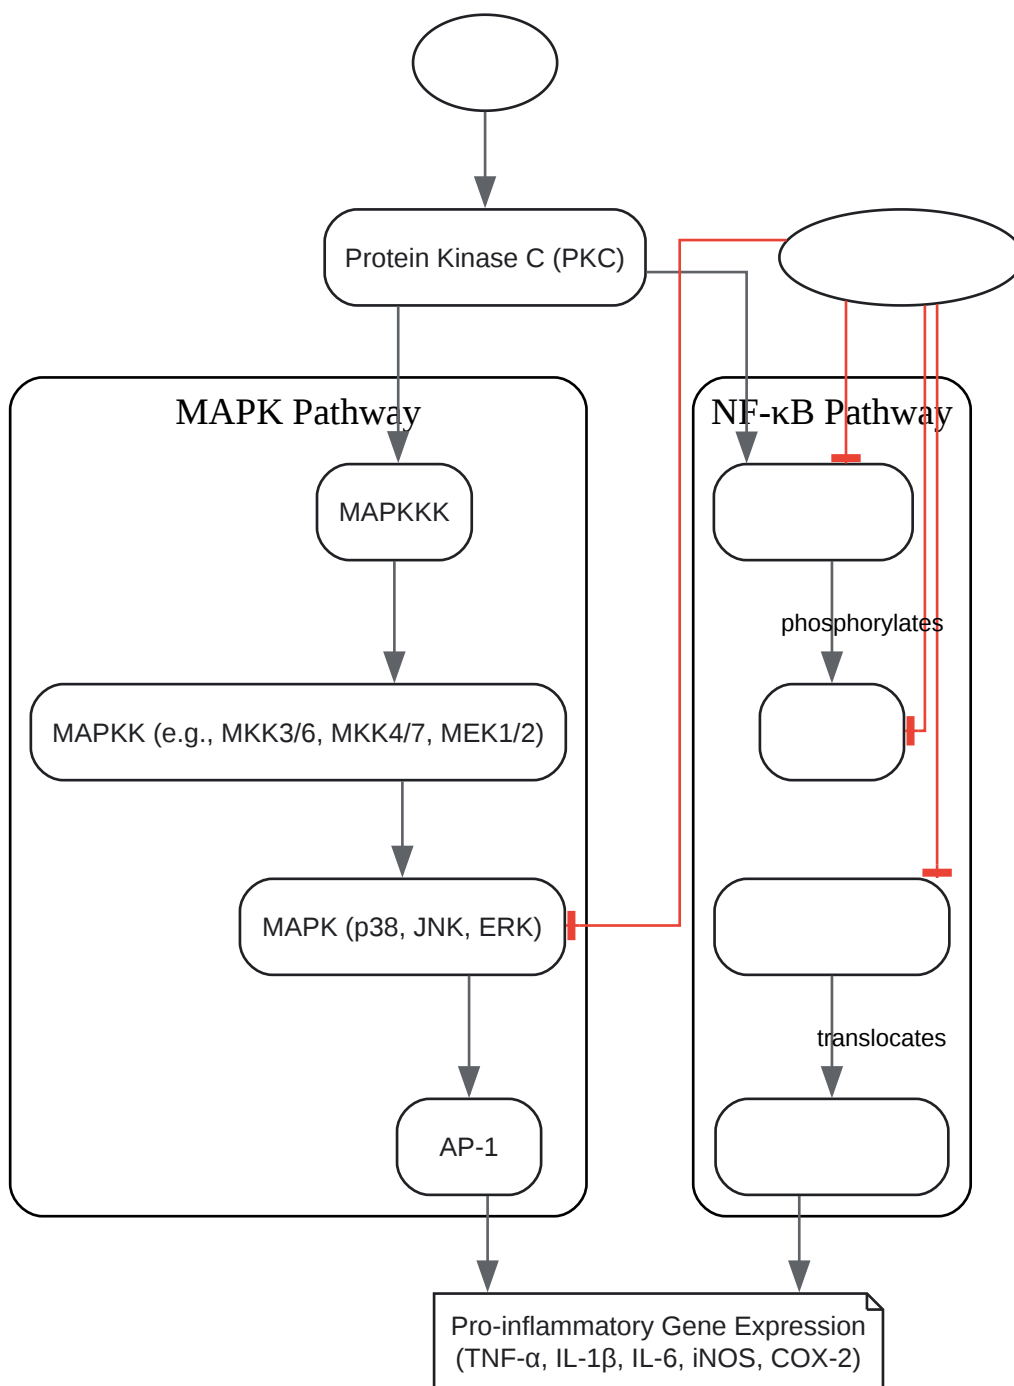 Protein Kinase C (PKC)
MAPK Pathway
NF-κB Pathway
MAPKKK
phosphorylates
MAPKK (e.g., MKK3/6, MKK4/7, MEK1/2)
MAPK (p38, JNK, ERK)
translocates
AP-1
Pro-inflammatory Gene Expression
(TNF-α, IL-1β, IL-6, iNOS, COX-2)